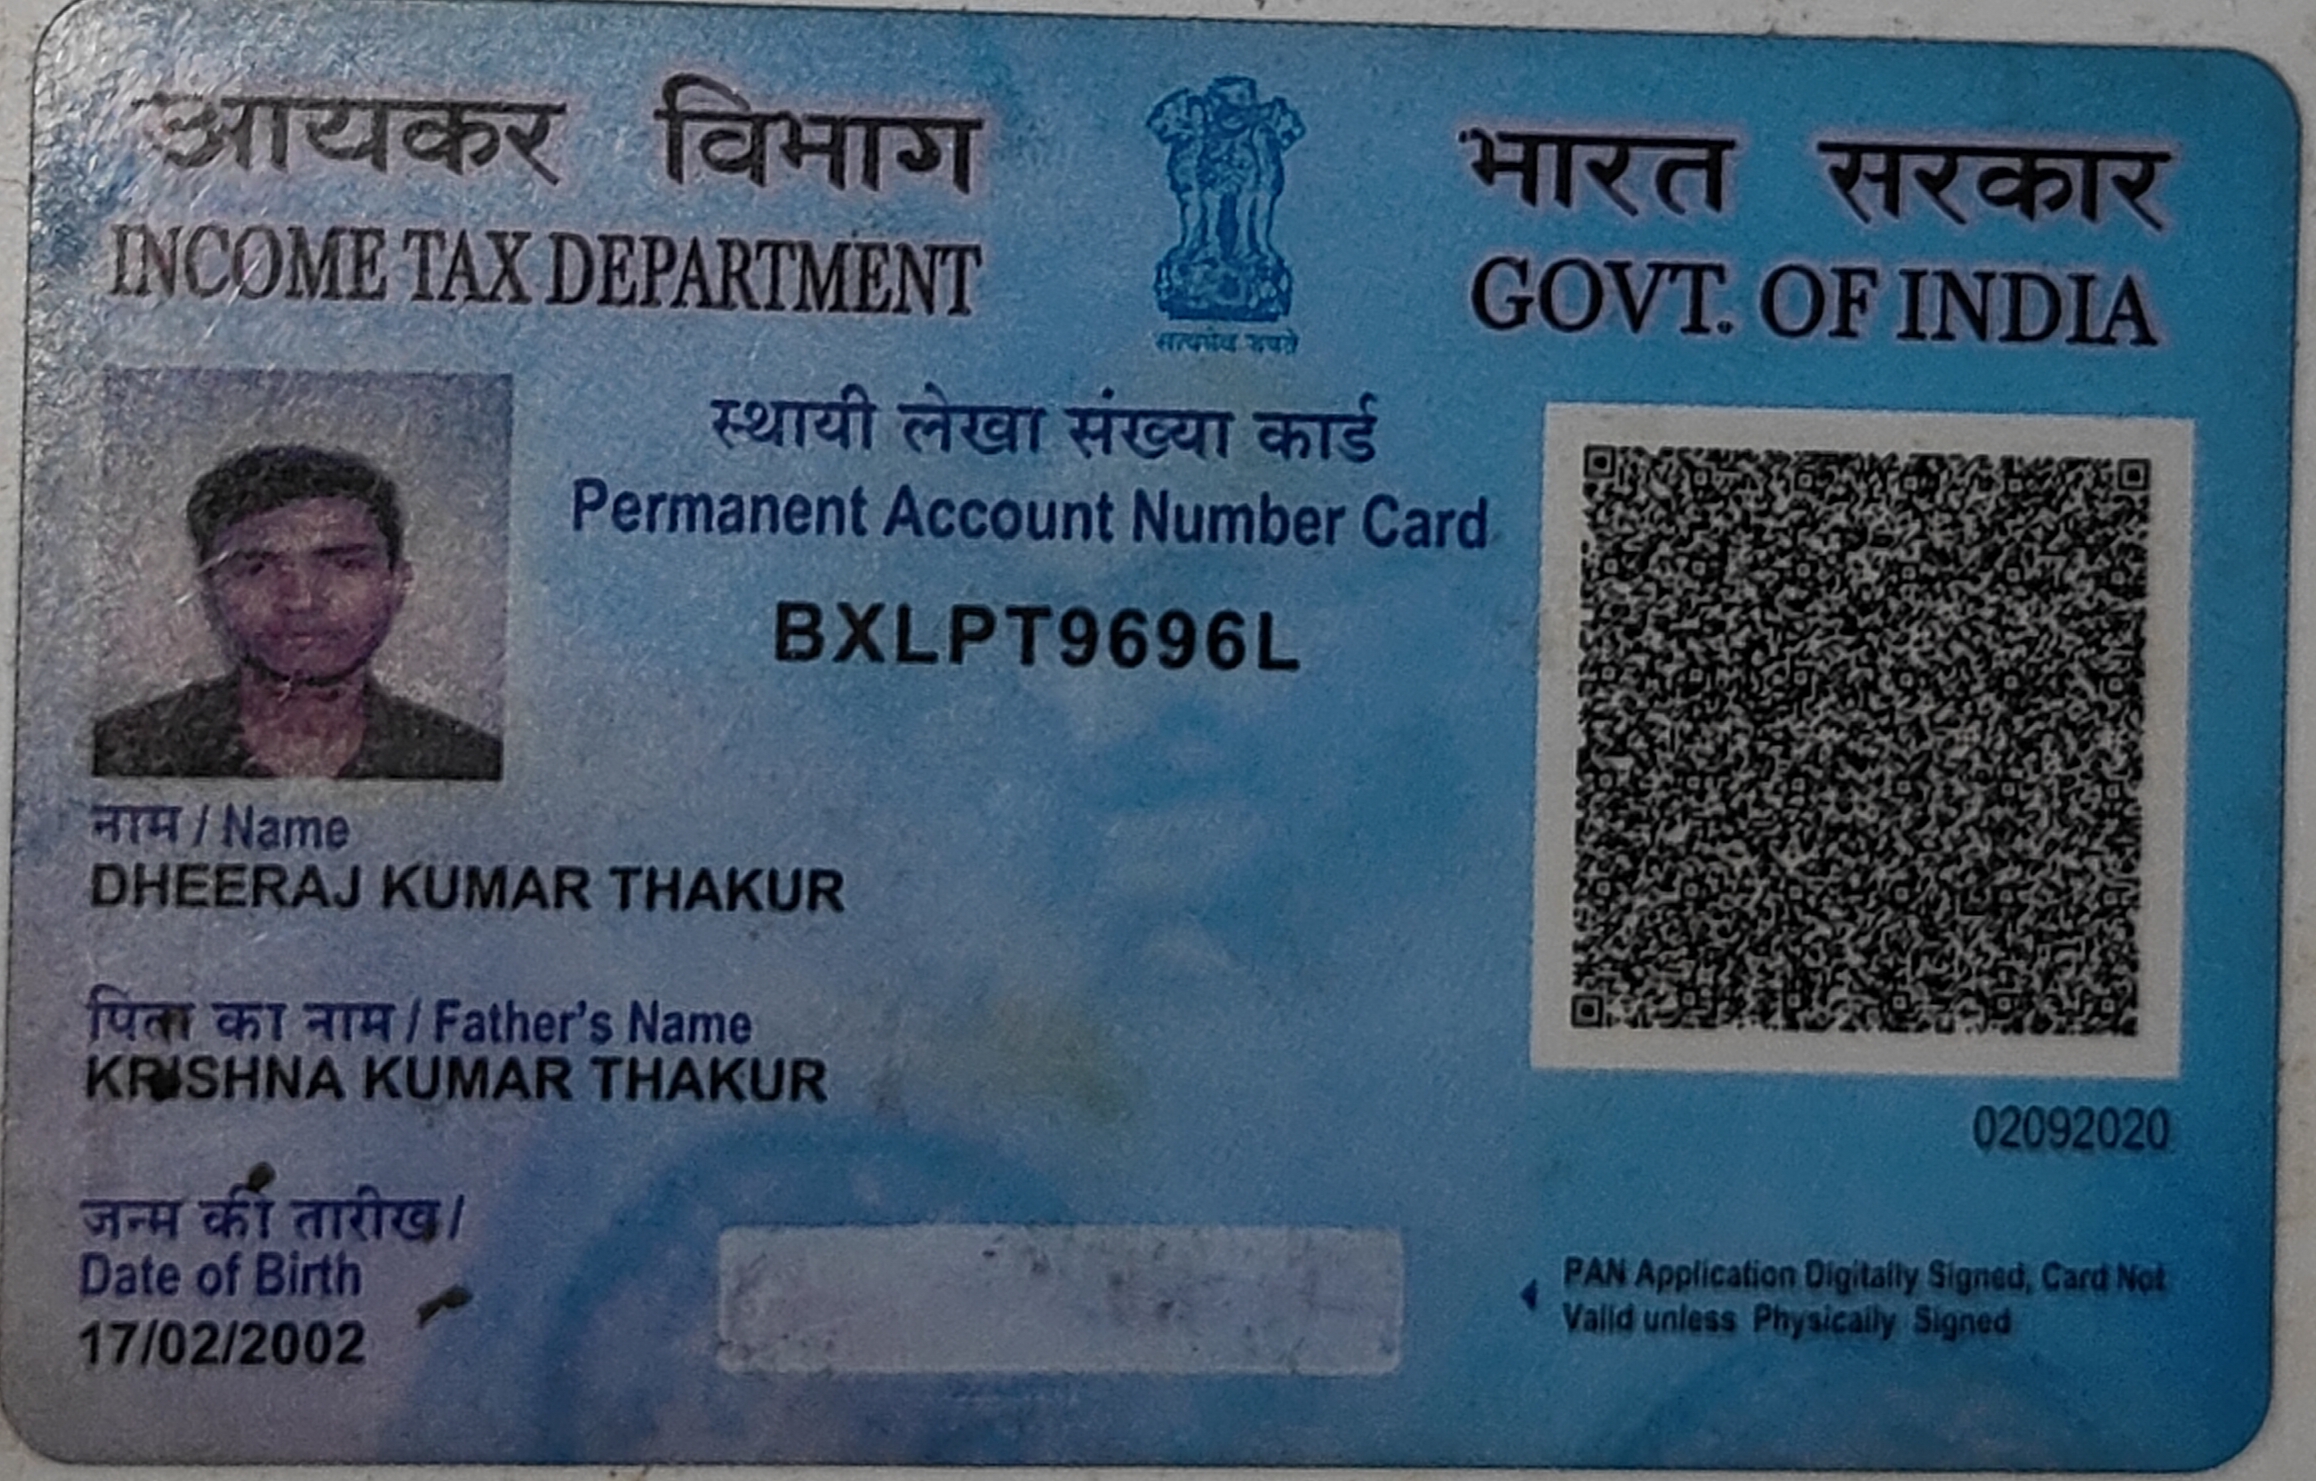 आयकर विभाग
INCOME TAX DEPARTMENT
सत्यमेव जयते
भारत सरकार
GOVT. OF INDIA
स्थायी लेखा संख्या कार्ड
Permanent Account Number Card
BXLPT9696L
नाम / Name
DHEERAJ KUMAR THAKUR
पिता का नाम / Father's Name
KRISHNA KUMAR THAKUR
02092020
जन्म की तारीख /
Date of Birth
17/02/2002
PAN Application Digitally Signed, Card Not
Valid unless Physically Signed